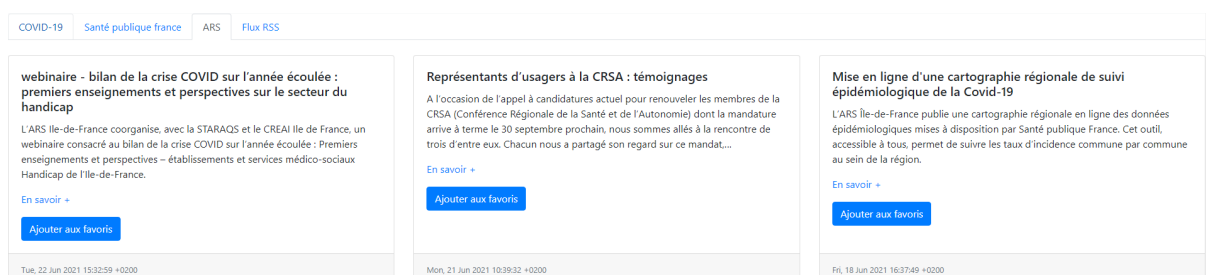 COVID-19 Santé publique france ARS Flux RSS
webinaire - bilan de la crise COVID sur l'année écoulée :
premiers enseignements et perspectives sur le secteur du
handicap
L'ARS Ile-de-France coorganise, avec la STARAQS et le CREAI Ile de France, un
webinaire consacré au bilan de la crise COVID sur l'année écoulée : Premiers
enseignements et perspectives – établissements et services médico-sociaux
Handicap de l'Ile-de-France.
En savoir +
Ajouter aux favoris
Tue, 22 Jun 2021 15:32:59 +0200
Représentants d'usagers à la CRSA : témoignages
A l'occasion de l'appel à candidatures actuel pour renouveler les membres de la
CRSA (Conférence Régionale de la Santé et de l'Autonomie) dont la mandature
arrive à terme le 30 septembre prochain, nous sommes allés à la rencontre de
trois d'entre eux. Chacun nous a partagé son regard sur ce mandat,...
En savoir +
Ajouter aux favoris
Mon, 21 Jun 2021 10:39:32 +0200
Mise en ligne d'une cartographie régionale de suivi
épidémiologique de la Covid-19
L'ARS Île-de-France publie une cartographie régionale en ligne des données
épidémiologiques mises à disposition par Santé publique France. Cet outil,
accessible à tous, permet de suivre les taux d'incidence commune par commune
au sein de la région.
En savoir +
Ajouter aux favoris
Fri, 18 Jun 2021 16:37:49 +0200